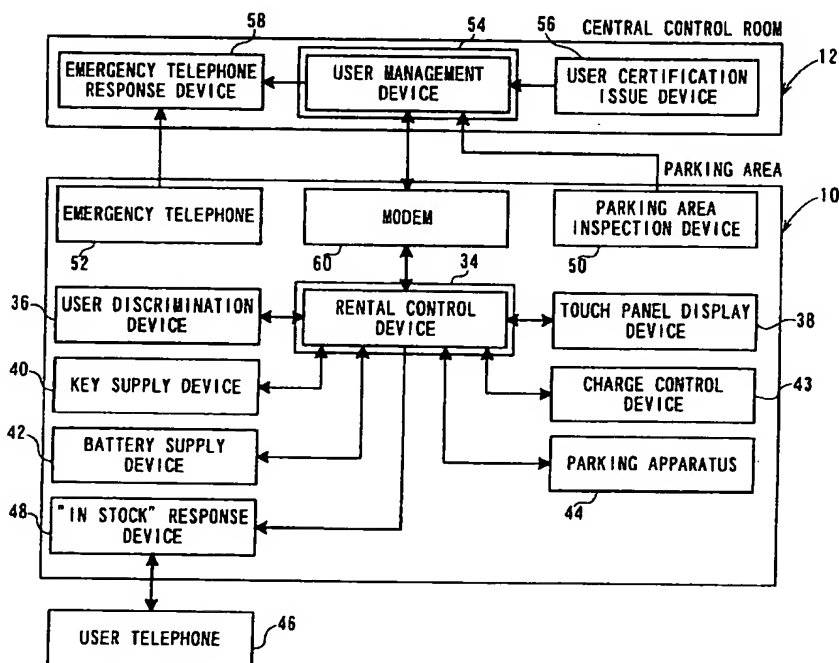 58
54
56
CENTRAL CONTROL ROOM
EMERGENCY TELEPHONE
RESPONSE DEVICE
USER MANAGEMENT
DEVICE
USER CERTIFICATION
ISSUE DEVICE
12
PARKING AREA
EMERGENCY TELEPHONE
52
MODEM
60
PARKING AREA
INSPECTION DEVICE
50
10
34
36
USER DISCRIMINATION
DEVICE
RENTAL CONTROL
DEVICE
TOUCH PANEL DISPLAY
DEVICE
38
40
KEY SUPPLY DEVICE
CHARGE CONTROL
DEVICE
43
42
BATTERY SUPPLY
DEVICE
PARKING APPARATUS
44
48
"IN STOCK" RESPONSE
DEVICE
USER TELEPHONE
46